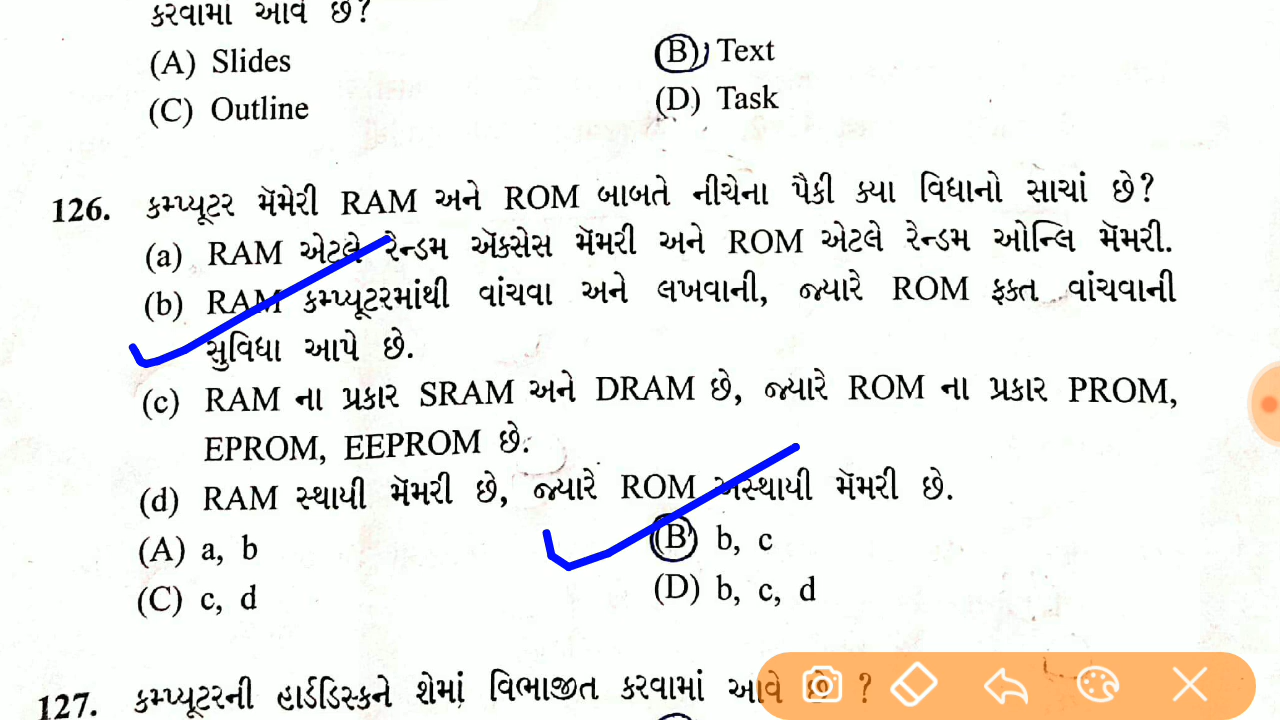 કરવામાં આવે છે?
(A) Slides
(B) Text
(C) Outline
(D) Task
126. કમ્પ્યૂટર મૅમેરી RAM અને ROM બાબતે નીચેના પૈકી ક્યા વિધાનો સાચાં છે?
(a) RAM એટલે રેન્ડમ ઍક્સેસ મૅમરી અને ROM એટલે રેન્ડમ ઓન્લિ મૅમરી.
(b) RAM કમ્પ્યૂટરમાંથી વાંચવા અને લખવાની, જ્યારે ROM ફક્ત વાંચવાની
સુવિધા આપે છે.
(c) RAM ના પ્રકાર SRAM અને DRAM છે, જ્યારે ROM ના પ્રકાર PROM,
EPROM, EEPROM છે.
(d) RAM સ્થાયી મૅમરી છે, જ્યારે ROM અસ્થાયી મૅમરી છે.
(A) a, b
(B) b, c
(C) c, d
(D) b, c, d
127. કમ્પ્યૂટરની હાર્ડડિસ્કને શેમાં વિભાજીત કરવામાં આવે છે ?